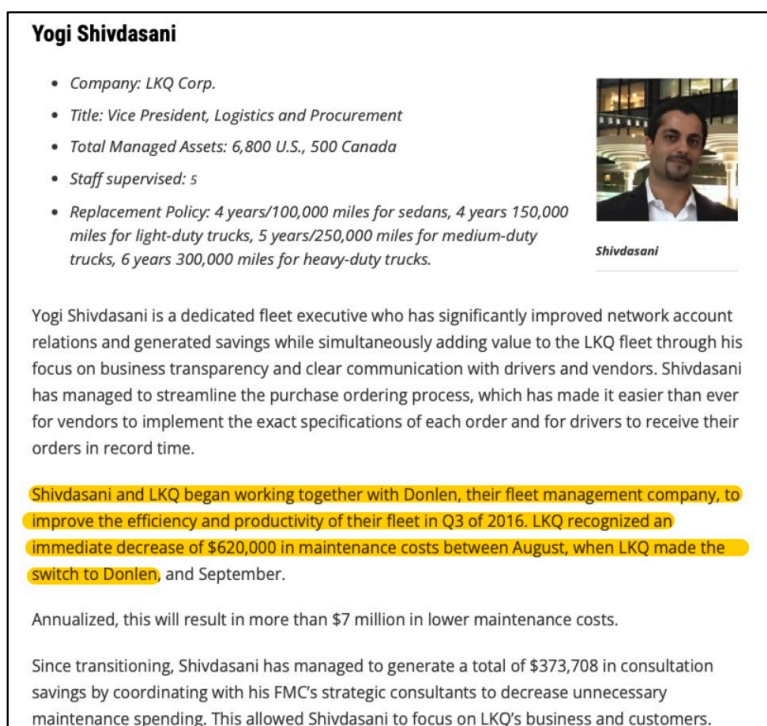 Yogi Shivdasani
• Company: LKQ Corp.
• Title: Vice President, Logistics and Procurement
• Total Managed Assets: 6,800 U.S., 500 Canada
• Staff supervised: 5
• Replacement Policy: 4 years/100,000 miles for sedans, 4 years 150,000
miles for light-duty trucks, 5 years/250,000 miles for medium-duty
trucks, 6 years 300,000 miles for heavy-duty trucks.
Shivdasani
Yogi Shivdasani is a dedicated fleet executive who has significantly improved network account
relations and generated savings while simultaneously adding value to the LKQ fleet through his
focus on business transparency and clear communication with drivers and vendors. Shivdasani
has managed to streamline the purchase ordering process, which has made it easier than ever
for vendors to implement the exact specifications of each order and for drivers to receive their
orders in record time.
Shivdasani and LKQ began working together with Donlen, their fleet management company, to
improve the efficiency and productivity of their fleet in Q3 of 2016. LKQ recognized an
immediate decrease of $620,000 in maintenance costs between August, when LKQ made the
switch to Donlen, and September.
Annualized, this will result in more than $7 million in lower maintenance costs.
Since transitioning, Shivdasani has managed to generate a total of $373,708 in consultation
savings by coordinating with his FMC's strategic consultants to decrease unnecessary
maintenance spending. This allowed Shivdasani to focus on LKQ's business and customers.